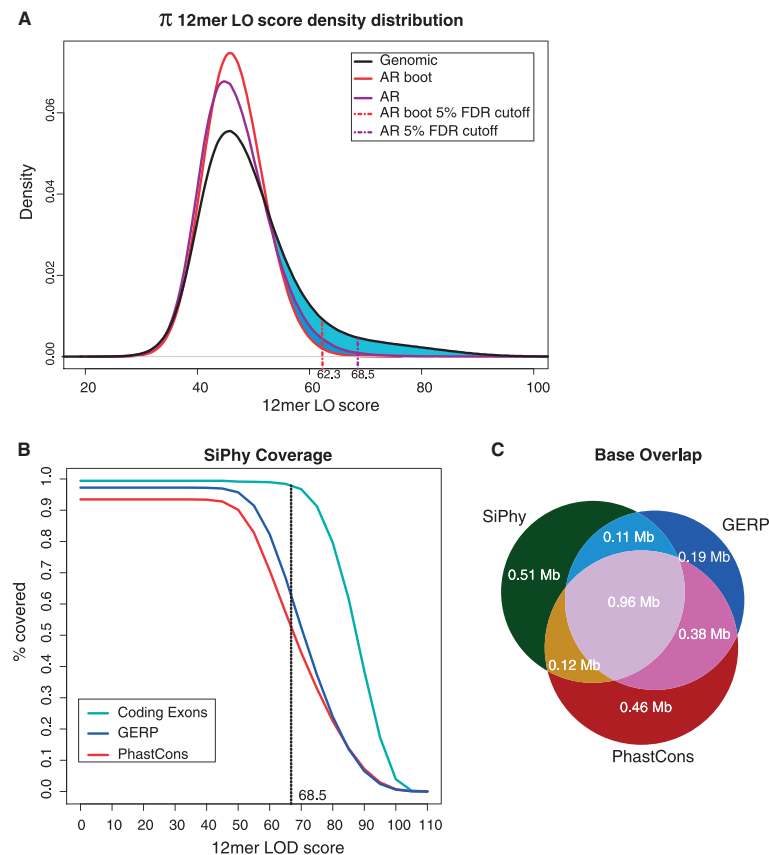 A
π 12mer LO score density distribution
Genomic
AR boot
AR
AR boot 5% FDR cutoff
AR 5% FDR cutoff
Density
0.06
0.04
0.02
0.00
62.3
68.5
20
40
60
80
100
12mer LO score
B
SiPhy Coverage
% covered
1.0
0.9
0.8
0.7
0.6
0.5
0.4
0.3
0.2
0.1
0.0
Coding Exons
GERP
PhastCons
68.5
0 10 20 30 40 50 60 70 80 90 100 110
12mer LOD score
C
Base Overlap
SiPhy
GERP
0.11 Mb
0.19 Mb
0.51 Mb
0.96 Mb
0.38 Mb
0.12 Mb
0.46 Mb
PhastCons